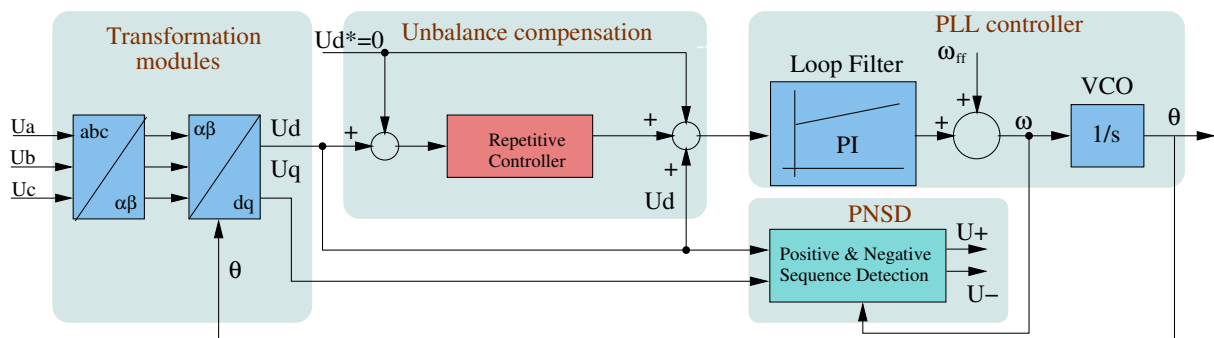 Transformation
modules
Unbalance compensation
PLL controller
Ud*=0
Loop Filter
ωff
VCO
Ua
Ub
Uc
abc
αβ
αβ
dq
Ud
Uq
+
Repetitive
Controller
+
+
Ud
PI
+
+
ω
1/s
θ
θ
PNSD
Positive & Negative
Sequence Detection
U+
U−